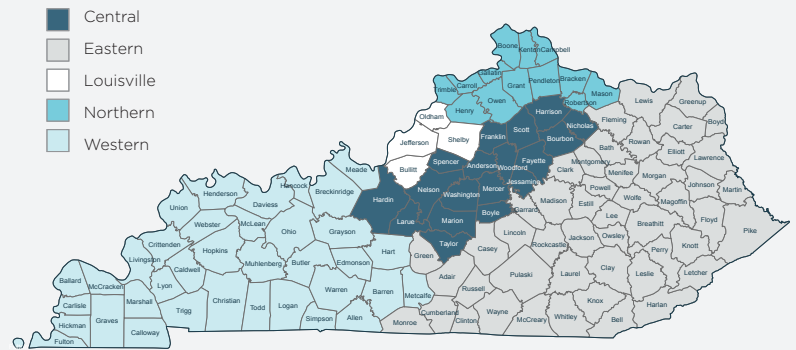 Central
Eastern
Louisville
Northern
Western
Boone
Kenton
Campbell
Gallatin
Trimble
Carroll
Grant
Pendleton
Bracken
Mason
Robertson
Owen
Henry
Lewis
Greenup
Oldham
Harrison
Nicholas
Fleming
Carter
Boyd
Jefferson
Shelby
Franklin
Scott
Bourbon
Bath
Rowan
Elliott
Lawrence
Bullitt
Spencer
Anderson
Woodford
Fayette
Montgomery
Clark
Menifee
Morgan
Johnson
Martin
Meade
Jessamine
Powell
Wolfe
Magoffin
Hancock
Breckinridge
Hardin
Nelson
Washington
Mercer
Madison
Estill
Lee
Floyd
Pike
Henderson
Union
Daviess
Larue
Marion
Boyle
Garrard
Breathitt
Webster
McLean
Ohio
Grayson
Taylor
Lincoln
Jackson
Owsley
Perry
Knott
Crittenden
Hopkins
Hart
Green
Casey
Rockcastle
Livingston
Caldwell
Muhlenberg
Butler
Edmonson
Adair
Pulaski
Laurel
Clay
Leslie
Letcher
Ballard
McCracken
Lyon
Warren
Barren
Metcalfe
Russell
Carlisle
Marshall
Trigg
Christian
Todd
Logan
Simpson
Allen
Monroe
Cumberland
Clinton
Wayne
McCreary
Whitley
Knox
Bell
Harlan
Hickman
Graves
Calloway
Fulton